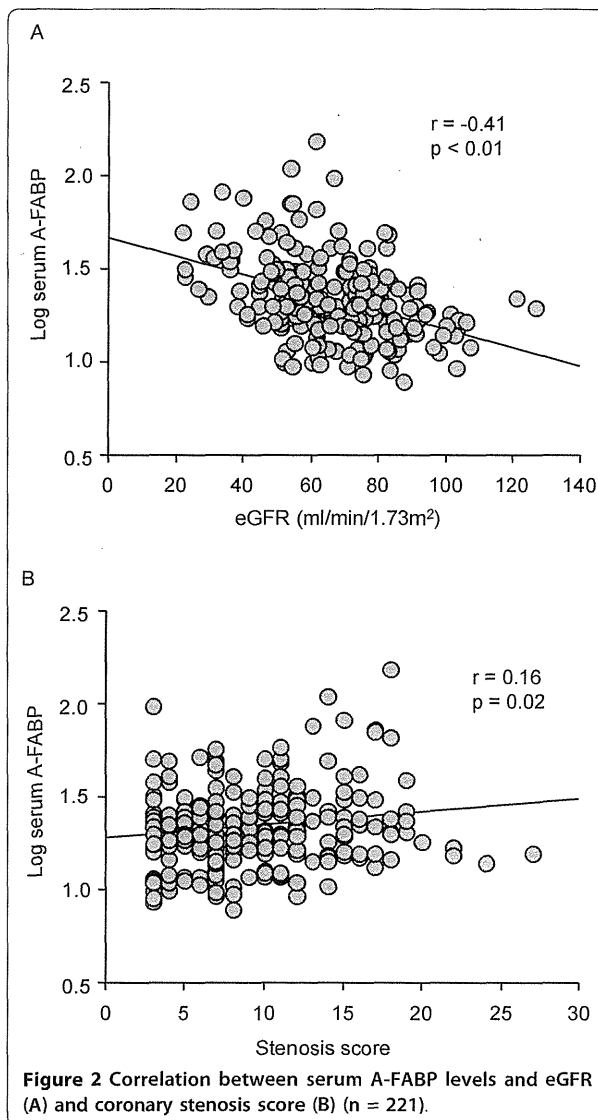 A
2.5
2.0
1.5
1.0
0.5
Log serum A-FABP
r = -0.41
p < 0.01
0 20 40 60 80 100 120 140
eGFR (ml/min/1.73m²)
B
2.5
2.0
1.5
1.0
0.5
Log serum A-FABP
r = 0.16
p = 0.02
0 5 10 15 20 25 30
Stenosis score
Figure 2 Correlation between serum A-FABP levels and eGFR
(A) and coronary stenosis score (B) (n = 221).